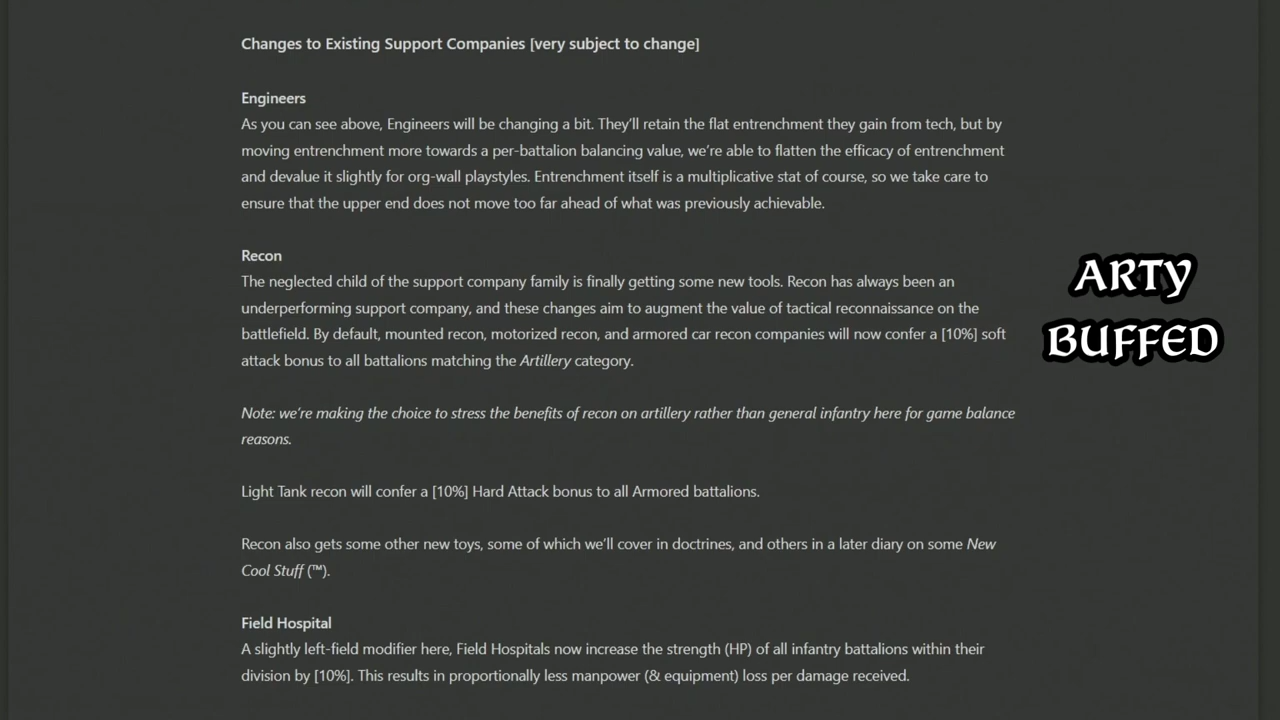 Changes to Existing Support Companies [very subject to change]
Engineers
As you can see above, Engineers will be changing a bit. They'll retain the flat entrenchment they gain from tech, but by
moving entrenchment more towards a per-battalion balancing value, we're able to flatten the efficacy of entrenchment
and devalue it slightly for org-wall playstyles. Entrenchment itself is a multiplicative stat of course, so we take care to
ensure that the upper end does not move too far ahead of what was previously achievable.
Recon
The neglected child of the support company family is finally getting some new tools. Recon has always been an
underperforming support company, and these changes aim to augment the value of tactical reconnaissance on the
battlefield. By default, mounted recon, motorized recon, and armored car recon companies will now confer a [10%] soft
attack bonus to all battalions matching the Artillery category.
Note: we're making the choice to stress the benefits of recon on artillery rather than general infantry here for game balance
reasons.
Light Tank recon will confer a [10%] Hard Attack bonus to all Armored battalions.
Recon also gets some other new toys, some of which we'll cover in doctrines, and others in a later diary on some New
Cool Stuff (™).
Field Hospital
A slightly left-field modifier here, Field Hospitals now increase the strength (HP) of all infantry battalions within their
division by [10%]. This results in proportionally less manpower (& equipment) loss per damage received.
ARTY
BUFFED